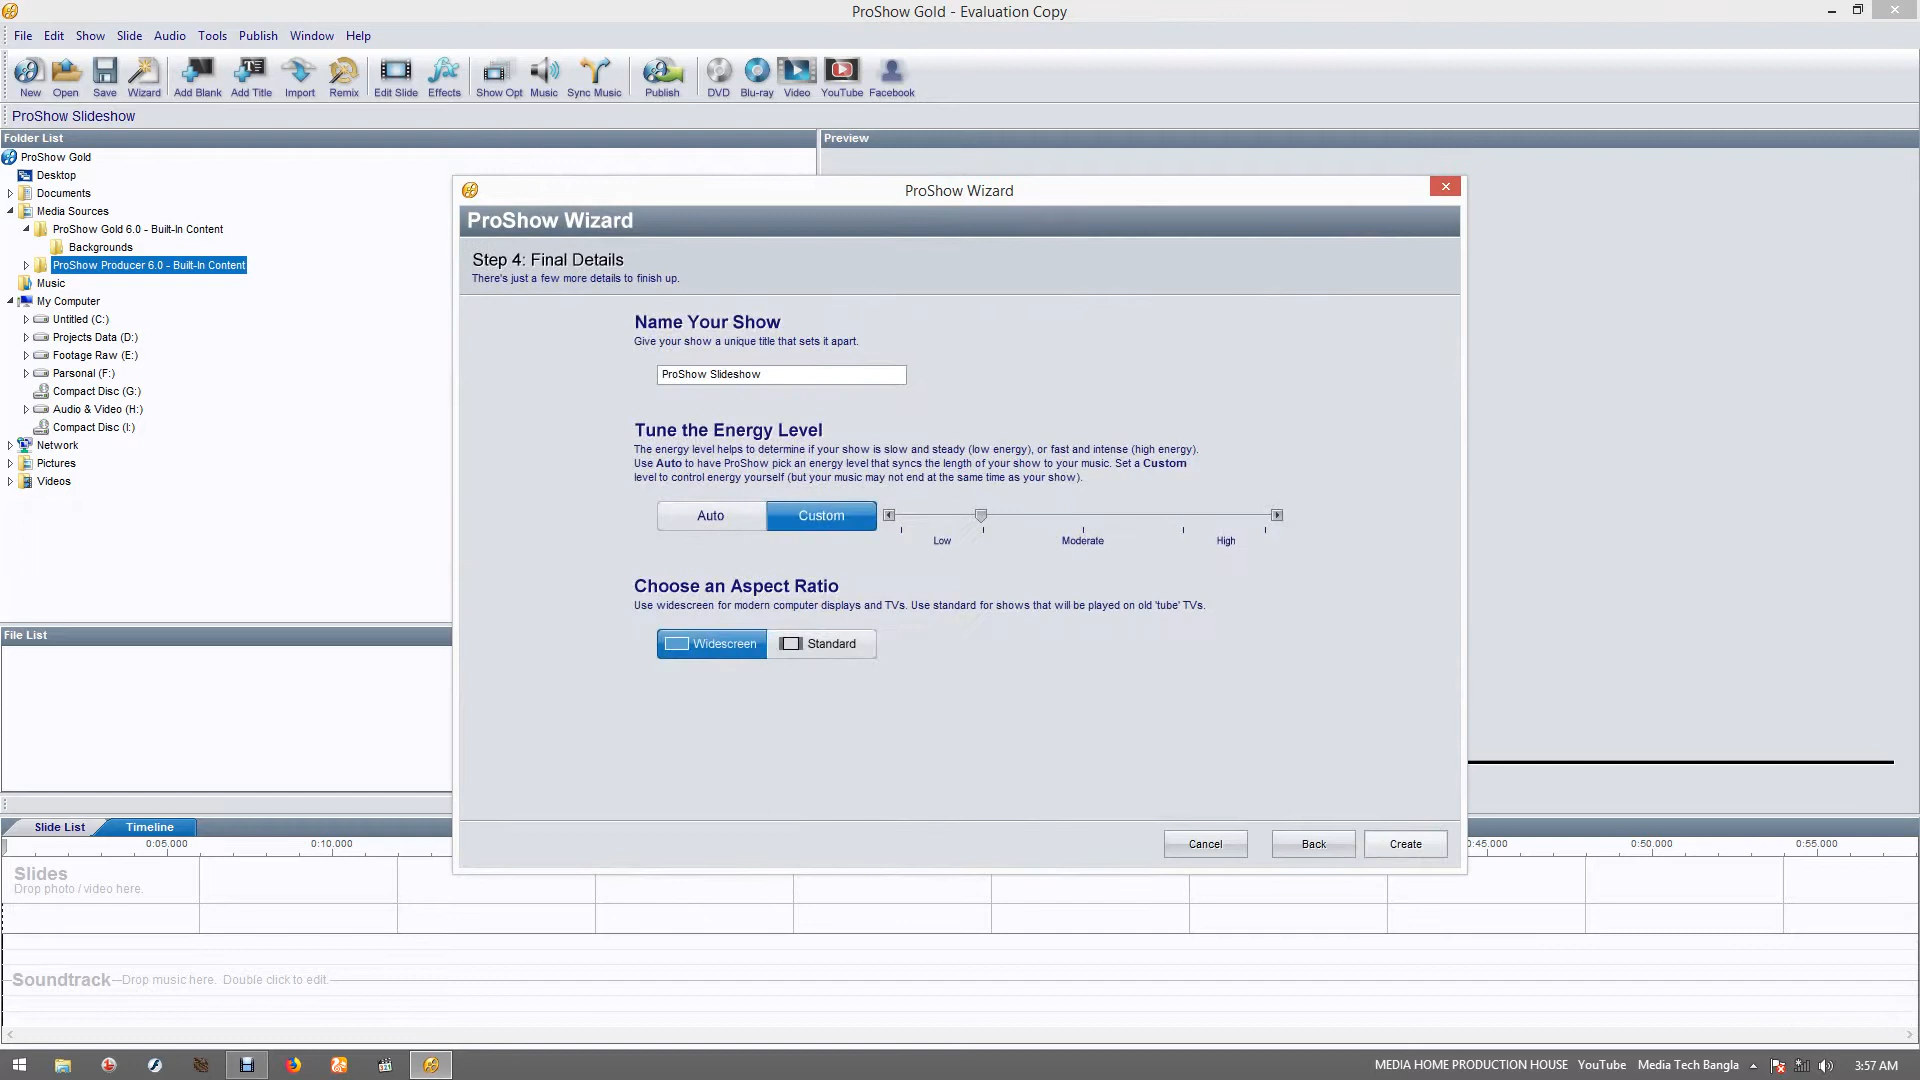 ProShow Gold - Evaluation Copy
File Edit Show Slide Audio Tools Publish Window Help
New Open Save Wizard Add Blank Add Title Import Remix Edit Slide Effects Show Opt Music Sync Music Publish DVD Blu-ray Video YouTube Facebook
ProShow Slideshow
Folder List
ProShow Gold
Desktop
Documents
Media Sources
ProShow Gold 6.0 - Built-In Content
Backgrounds
ProShow Producer 6.0 - Built-In Content
Music
My Computer
Untitled (C:)
Projects Data (D:)
Footage Raw (E:)
Parsonal (F:)
Compact Disc (G:)
Audio & Video (H:)
Compact Disc (I:)
Network
Pictures
Videos
File List
Preview
ProShow Wizard
ProShow Wizard
Step 4: Final Details
There's just a few more details to finish up.
Name Your Show
Give your show a unique title that sets it apart.
ProShow Slideshow
Tune the Energy Level
The energy level helps to determine if your show is slow and steady (low energy), or fast and intense (high energy).
Use Auto to have ProShow pick an energy level that syncs the length of your show to your music. Set a Custom
level to control energy yourself (but your music may not end at the same time as your show).
Auto Custom
Low Moderate High
Choose an Aspect Ratio
Use widescreen for modern computer displays and TVs. Use standard for shows that will be played on old 'tube' TVs.
Widescreen Standard
Cancel Back Create
Slide List Timeline
0:05.000 0:10.000 0:45.000 0:50.000 0:55.000
Slides
Drop photo / video here.
Soundtrack Drop music here. Double click to edit.
MEDIA HOME PRODUCTION HOUSE YouTube Media Tech Bangla 3:57 AM